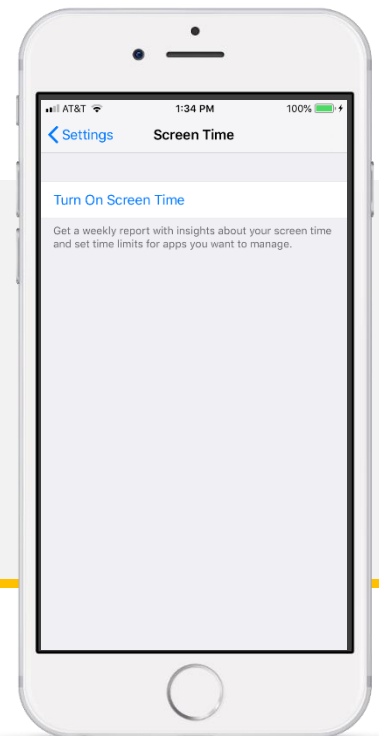 AT&T 1:34 PM 100%
Settings Screen Time
Turn On Screen Time
Get a weekly report with insights about your screen time
and set time limits for apps you want to manage.